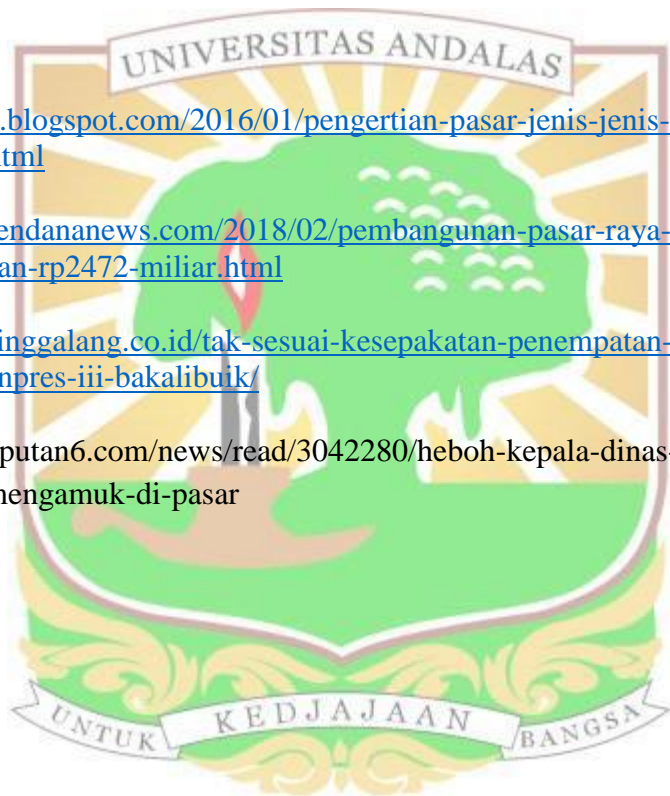 UNIVERSITAS ANDALAS
.blogspot.com/2016/01/pengertian-pasar-jenis-jenis-
tml
endananews.com/2018/02/pembangunan-pasar-raya-
an-rp2472-miliar.html
inggalang.co.id/tak-sesuai-kesepakatan-penempatan-
npres-iii-bakalibuik/
putan6.com/news/read/3042280/heboh-kepala-dinas-
mengamuk-di-pasar
UNTUK KEDJAJAAN BANGSA